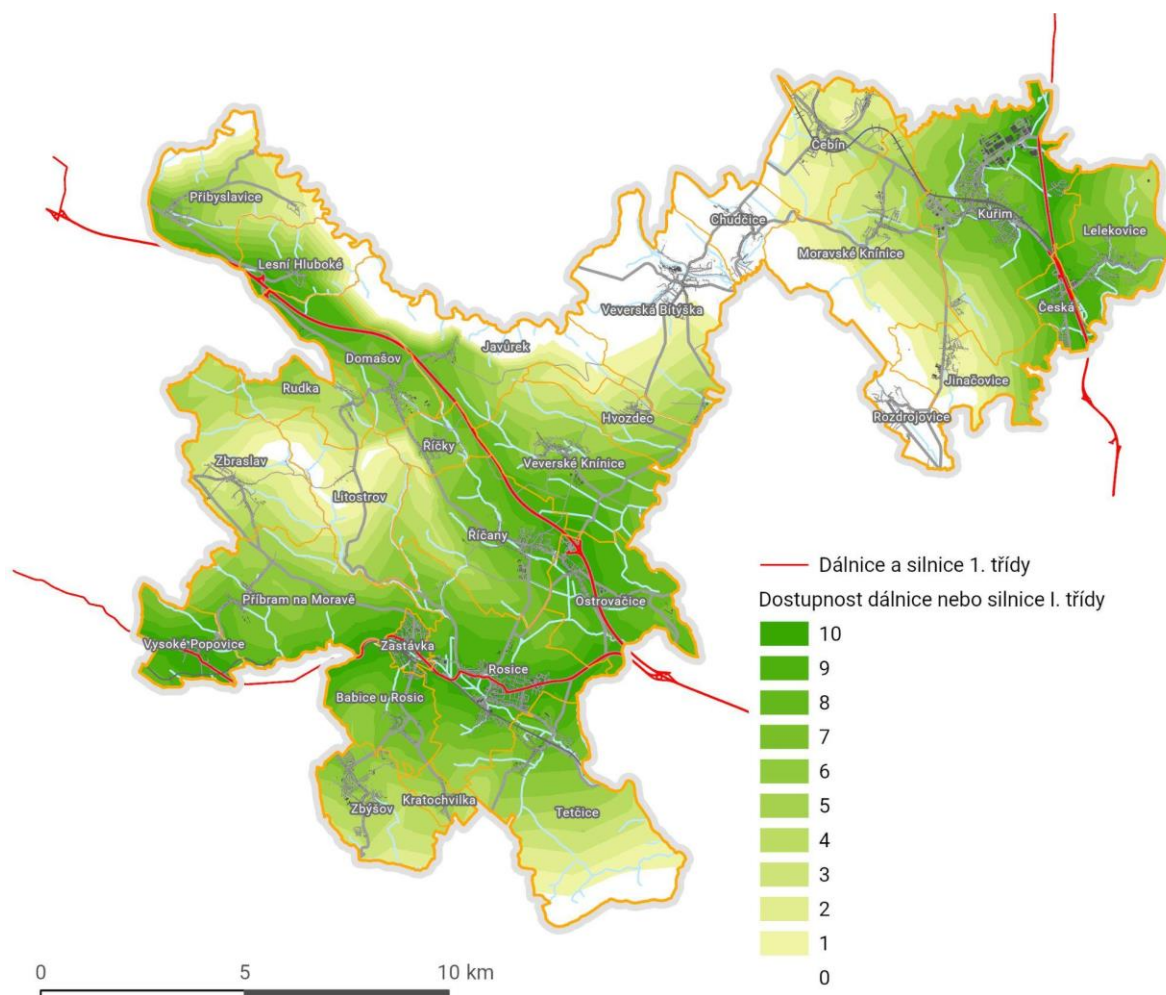 Čebín
Přibyslavice
Chudčice
Kuřim
Lelekovice
Moravské Knínice
Lesní Hluboké
Veverská Bítýška
Česká
Javůrek
Domašov
Rudka
Jinačovice
Hvozdec
Rozdrojovice
Říčky
Zbraslav
Veverské Knínice
Litostrov
Říčany
Příbram na Moravě
Ostrovačice
Vysoké Popovice
Zastávka
Rosice
Babice u Rosic
Zbýšov
Kratochvilka
Tetčice
Dálnice a silnice 1. třídy
Dostupnost dálnice nebo silnice I. třídy
10
9
8
7
6
5
4
3
2
1
0
0 5 10 km